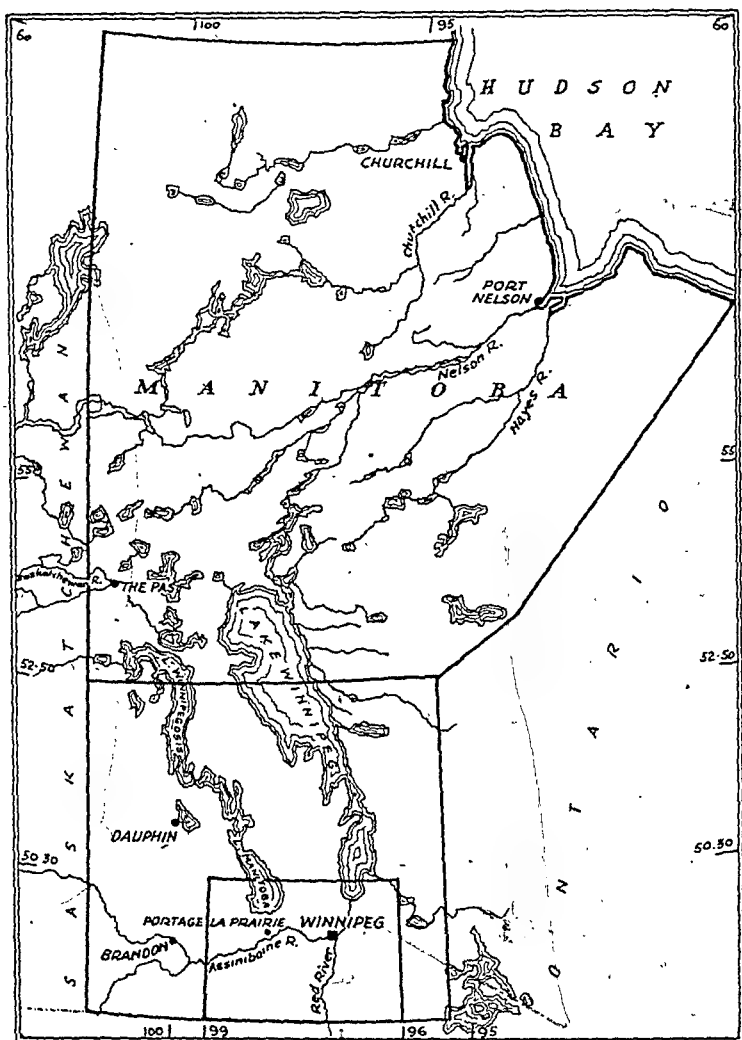 60 100 95 60
HUDSON
BAY
CHURCHILL
Churchill R.
PORT
NELSON
Nelson R.
MANITOBA
Hayes R.
55 55
SASKATCHEWAN
Saskatchewan R.
THE PAS
LAKE WINNIPEG
52·50 52·50
L. WINNIPEGOSIS
ONTARIO
DAUPHIN
50 30 50·30
MANITOBA
PORTAGE LA PRAIRIE WINNIPEG
BRANDON
Assiniboine R.
Red River
100 99 96 95